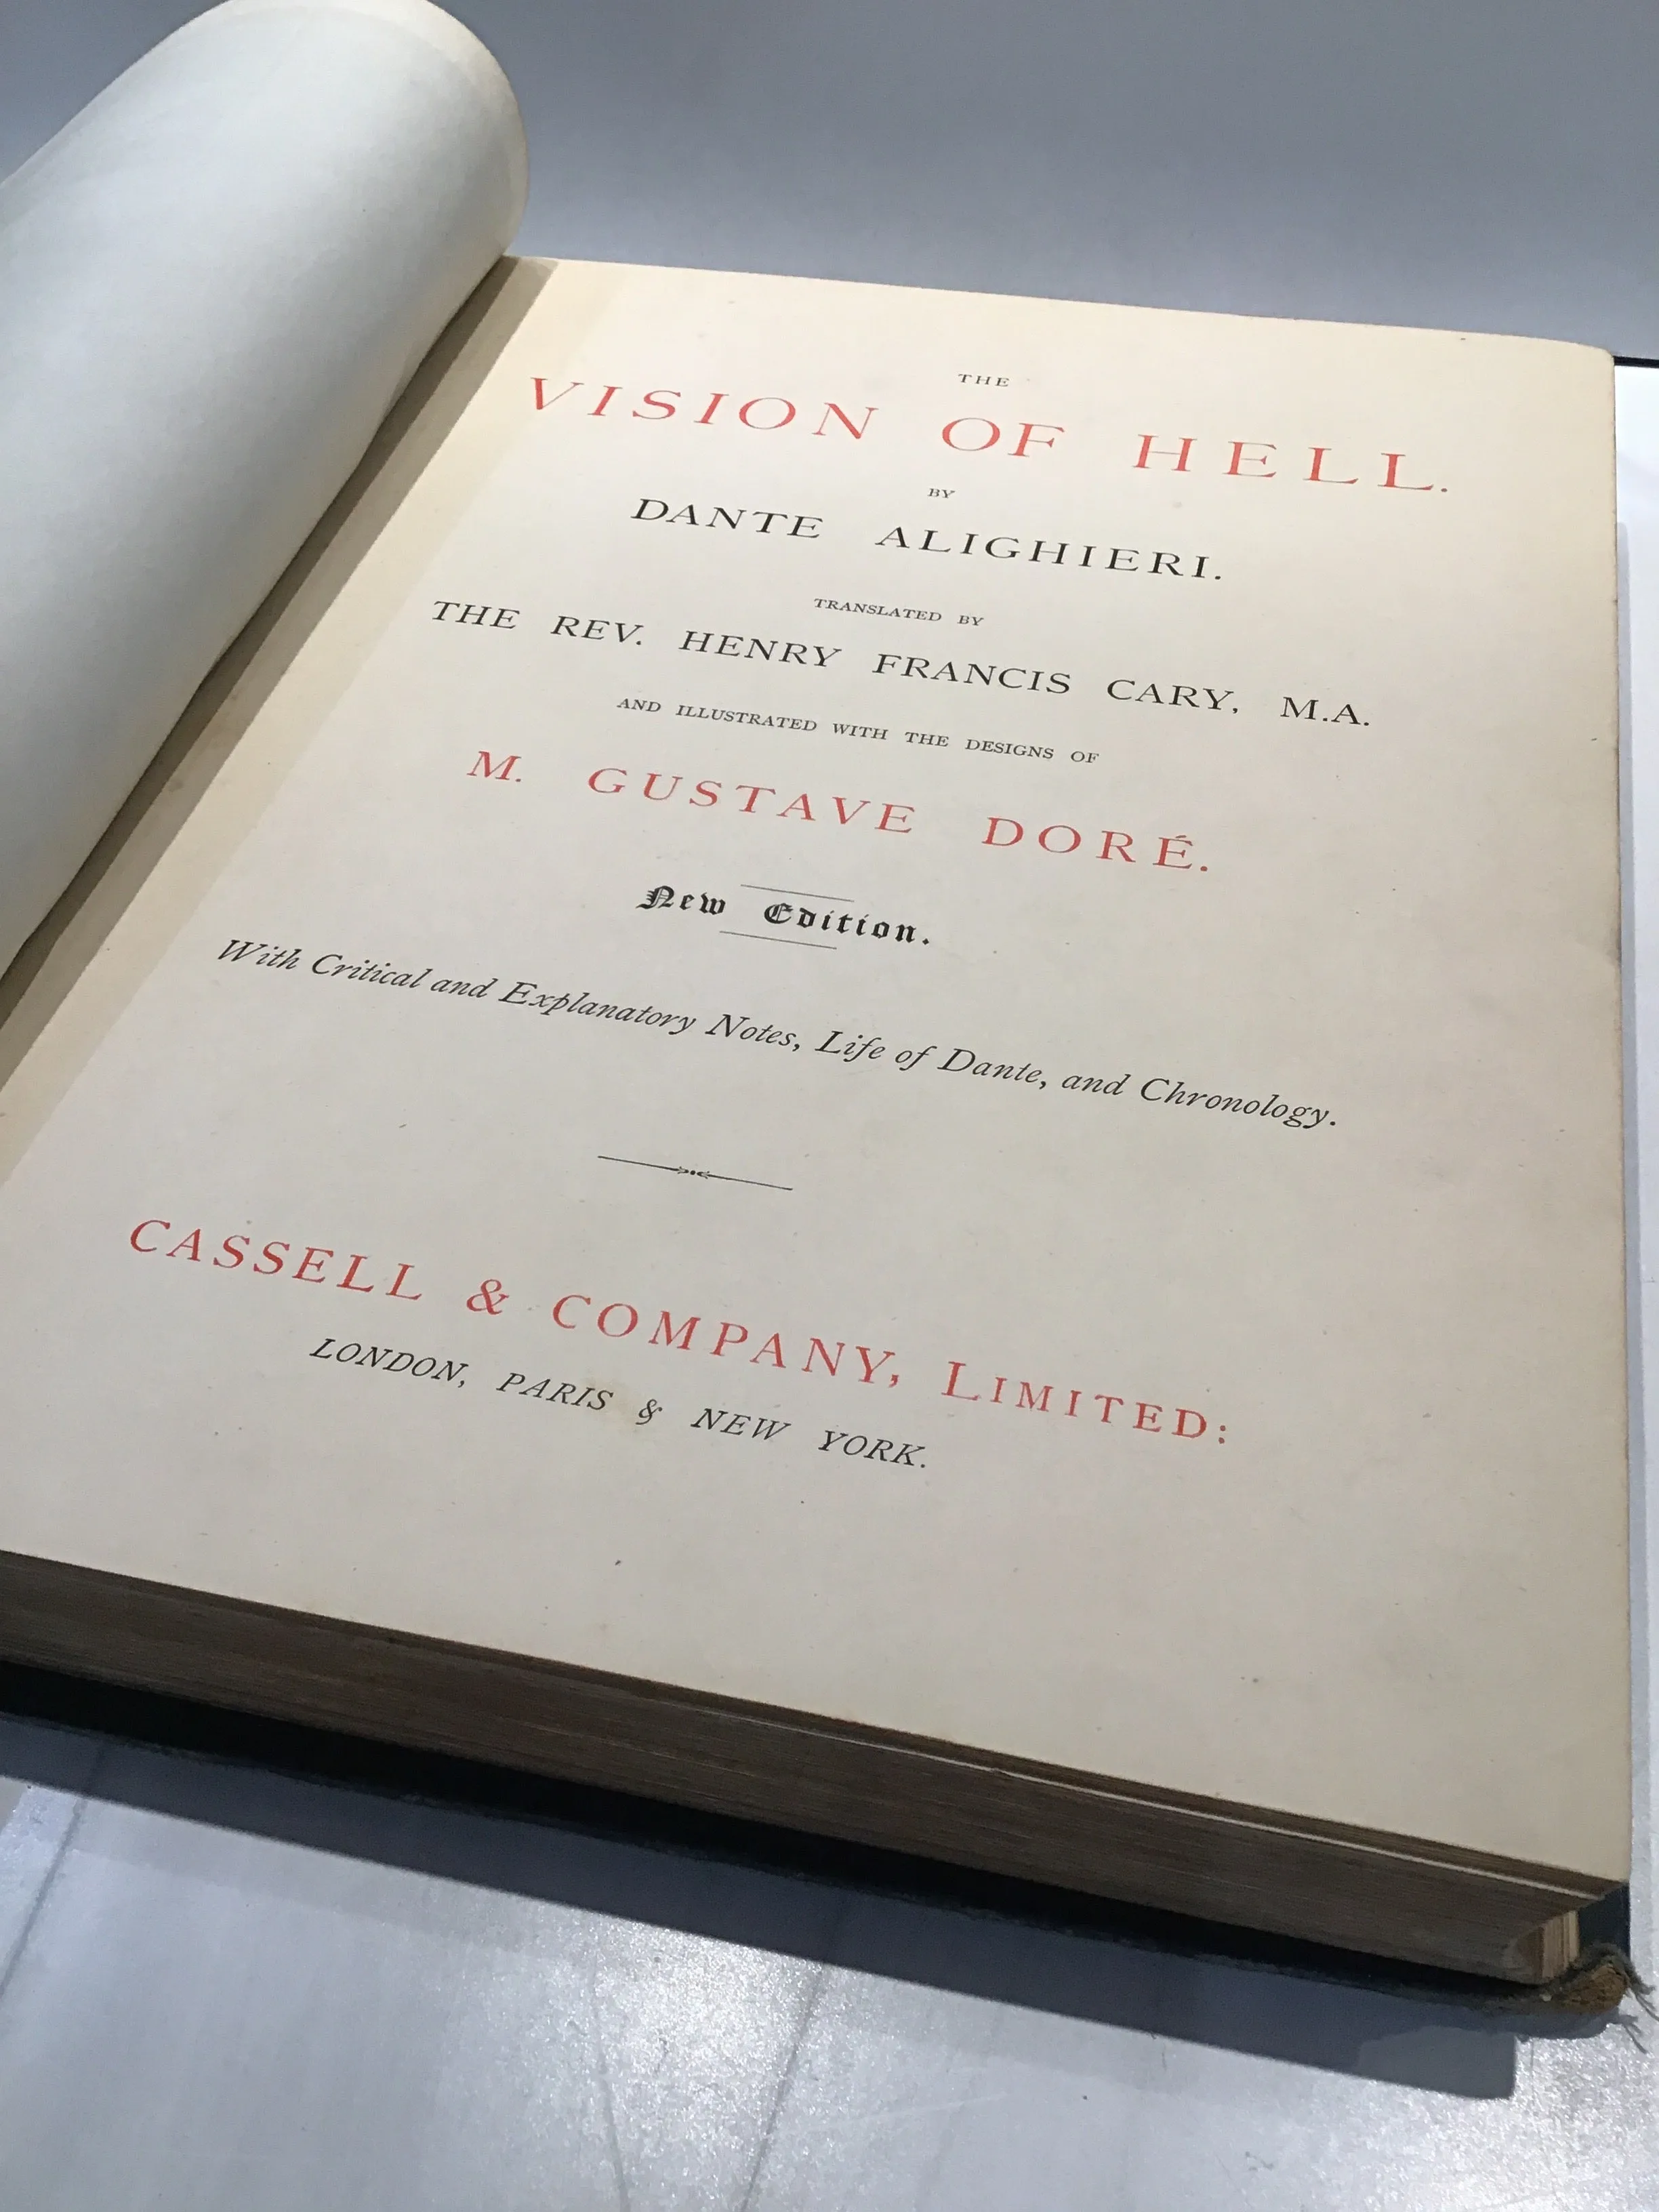 THE
VISION OF HELL.
BY
DANTE ALIGHIERI.
TRANSLATED BY
THE REV. HENRY FRANCIS CARY, M.A.
AND ILLUSTRATED WITH THE DESIGNS OF
M. GUSTAVE DORÉ.
New Edition.
With Critical and Explanatory Notes, Life of Dante, and Chronology.
CASSELL & COMPANY, LIMITED:
LONDON, PARIS & NEW YORK.